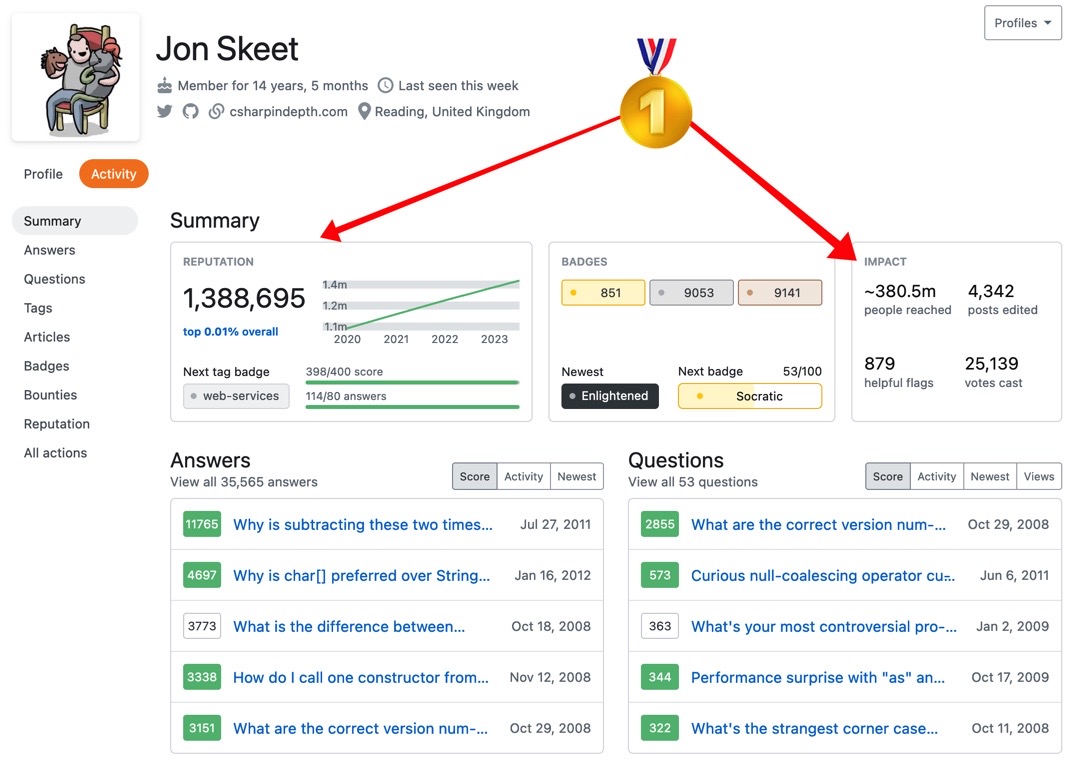 Profiles
Jon Skeet
Member for 14 years, 5 months Last seen this week
csharpindepth.com Reading, United Kingdom
1
Profile Activity
Summary
Answers
Questions
Tags
Articles
Badges
Bounties
Reputation
All actions
Summary
REPUTATION
1,388,695
top 0.01% overall
1.4m
1.2m
1.1m
2020 2021 2022 2023
Next tag badge
web-services
398/400 score
114/80 answers
BADGES
851 9053 9141
Newest
Enlightened
Next badge 53/100
Socratic
IMPACT
~380.5m 4,342
people reached posts edited
879 25,139
helpful flags votes cast
Answers
View all 35,565 answers
Score Activity Newest
11765 Why is subtracting these two times... Jul 27, 2011
4697 Why is char[] preferred over String... Jan 16, 2012
3773 What is the difference between... Oct 18, 2008
3338 How do I call one constructor from... Nov 12, 2008
3151 What are the correct version num-... Oct 29, 2008
Questions
View all 53 questions
Score Activity Newest Views
2855 What are the correct version num-... Oct 29, 2008
573 Curious null-coalescing operator cu-.. Jun 6, 2011
363 What's your most controversial pro-... Jan 2, 2009
344 Performance surprise with "as" an... Oct 17, 2009
322 What's the strangest corner case... Oct 11, 2008